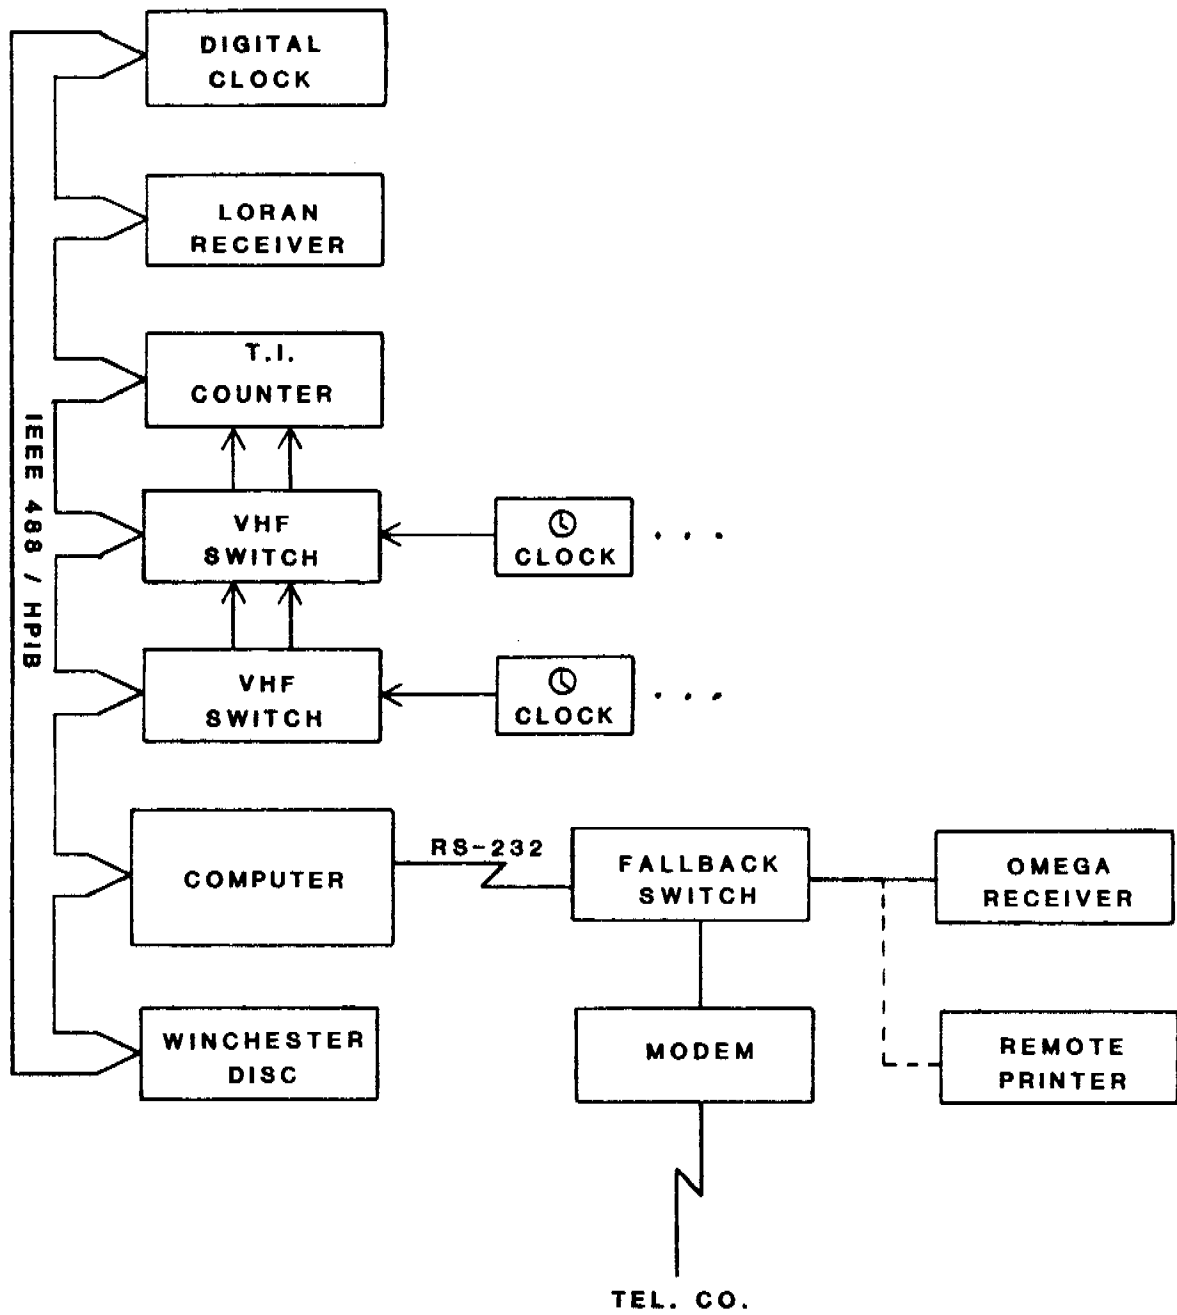 DIGITAL
CLOCK
LORAN
RECEIVER
T.I.
COUNTER
IEEE 488 / HPIB
VHF
SWITCH
CLOCK
. . .
VHF
SWITCH
CLOCK
. . .
COMPUTER
RS-232
FALLBACK
SWITCH
OMEGA
RECEIVER
WINCHESTER
DISC
MODEM
REMOTE
PRINTER
TEL. CO.